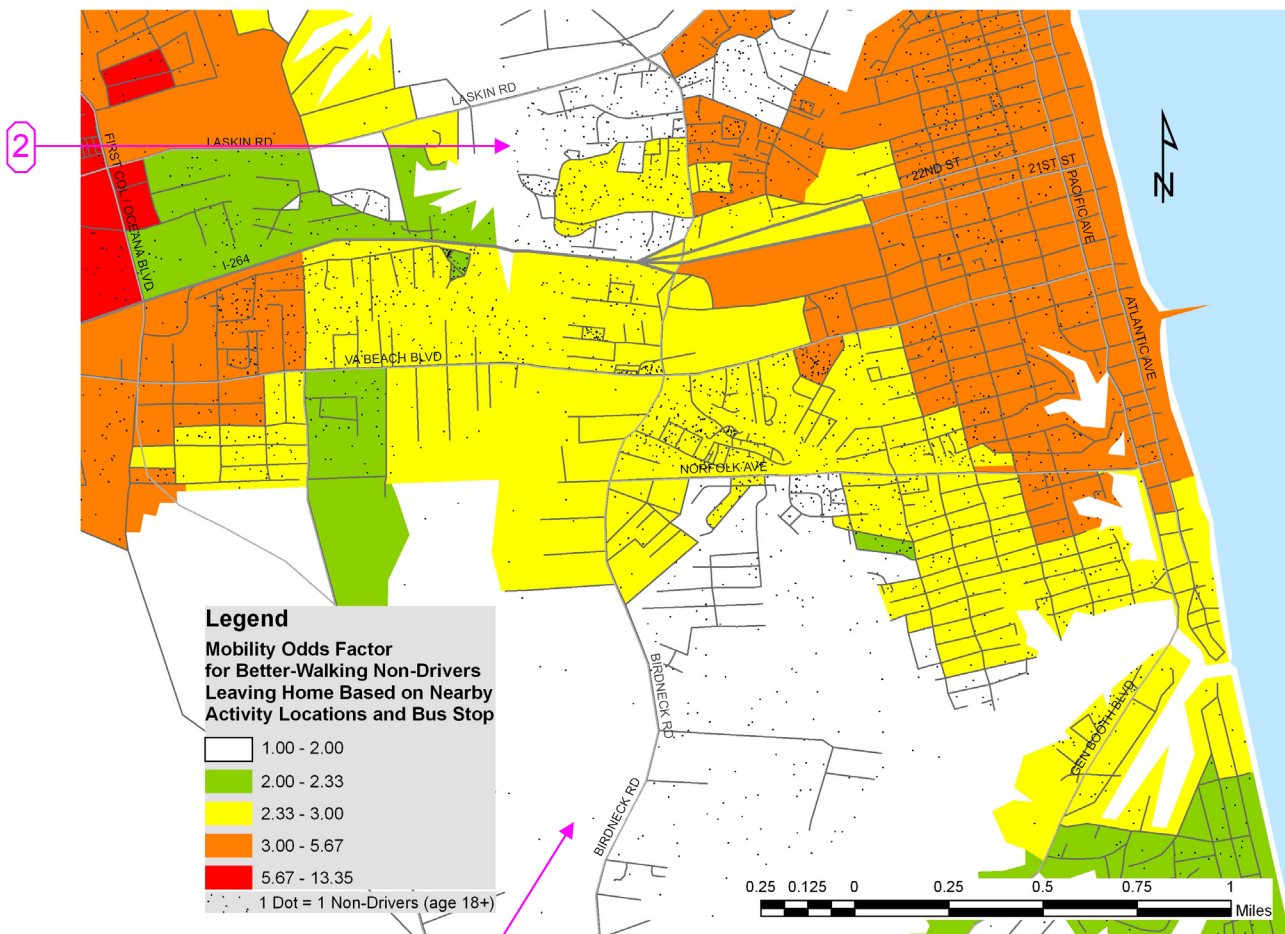 LASKIN RD
2
LASKIN RD
FIRST COL / OCEANA BLVD
22ND ST
21ST ST
PACIFIC AVE
N
I-264
ATLANTIC AVE
VA BEACH BLVD
NORFOLK AVE
Legend
Mobility Odds Factor
for Better-Walking Non-Drivers
Leaving Home Based on Nearby
Activity Locations and Bus Stop
1.00 - 2.00
2.00 - 2.33
2.33 - 3.00
3.00 - 5.67
5.67 - 13.35
1 Dot = 1 Non-Drivers (age 18+)
BIRDNECK RD
BIRDNECK RD
GEN BOOTH BLVD
0.25 0.125 0 0.25 0.5 0.75 1
Miles